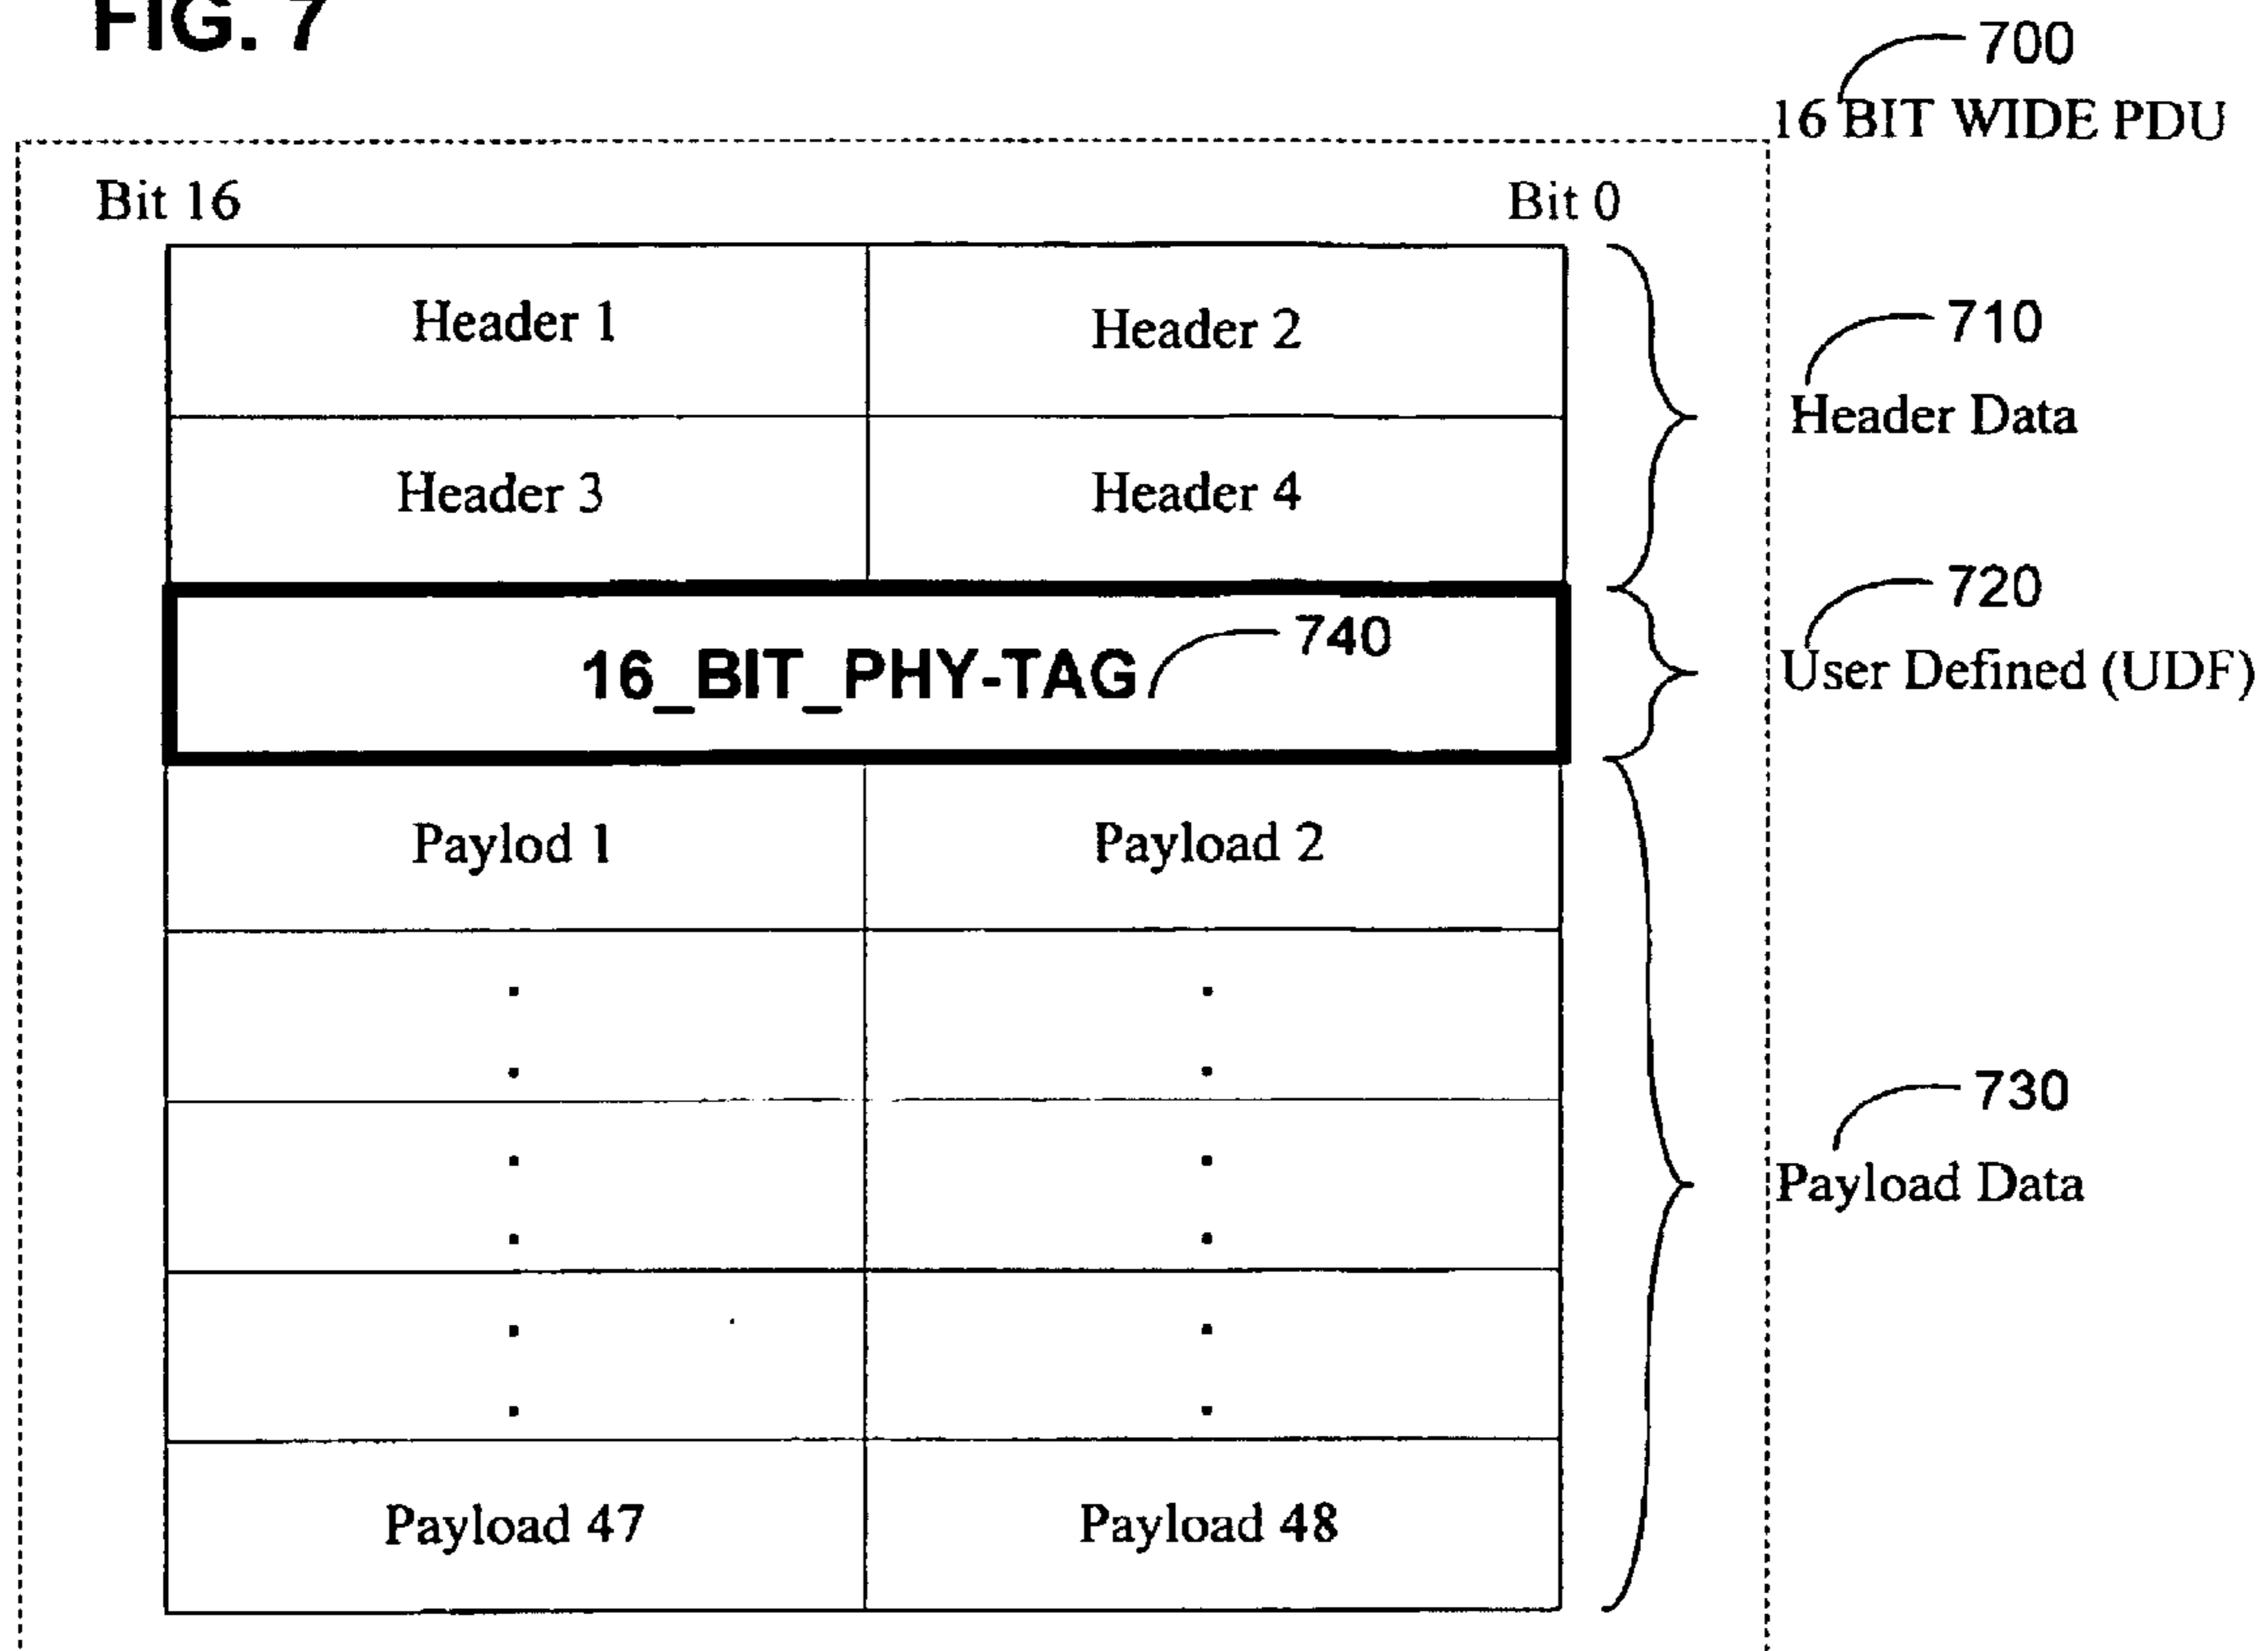 FIG. 7
700
16 BIT WIDE PDU
Bit 16 Bit 0
Header 1 Header 2
710
Header Data
Header 3 Header 4
720
User Defined (UDF)
16_BIT_PHY-TAG 740
Paylod 1 Payload 2
730
Payload Data
Payload 47 Payload 48